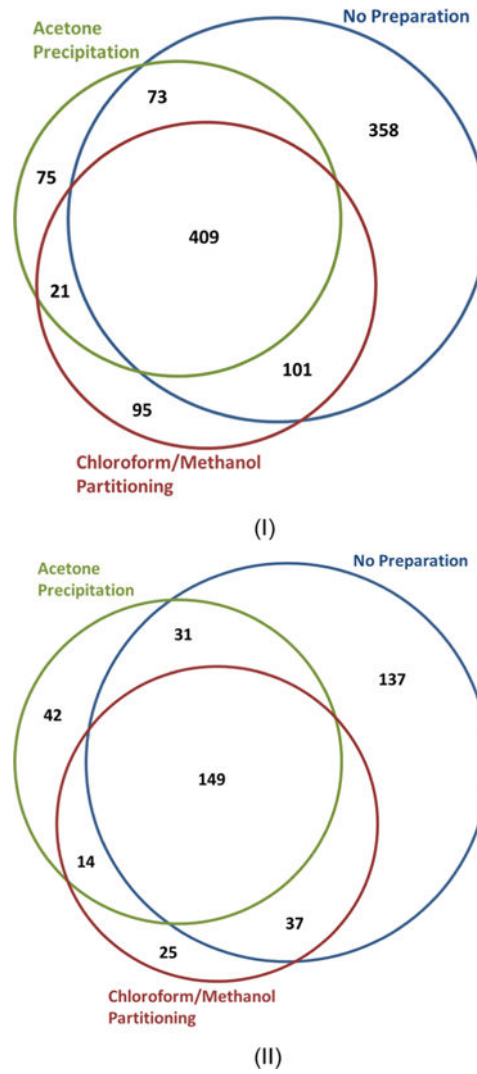 No Preparation
Acetone
Precipitation
73
358
75
409
21
101
95
Chloroform/Methanol
Partitioning
(I)
No Preparation
Acetone
Precipitation
31
137
42
149
14
37
25
Chloroform/Methanol
Partitioning
(II)